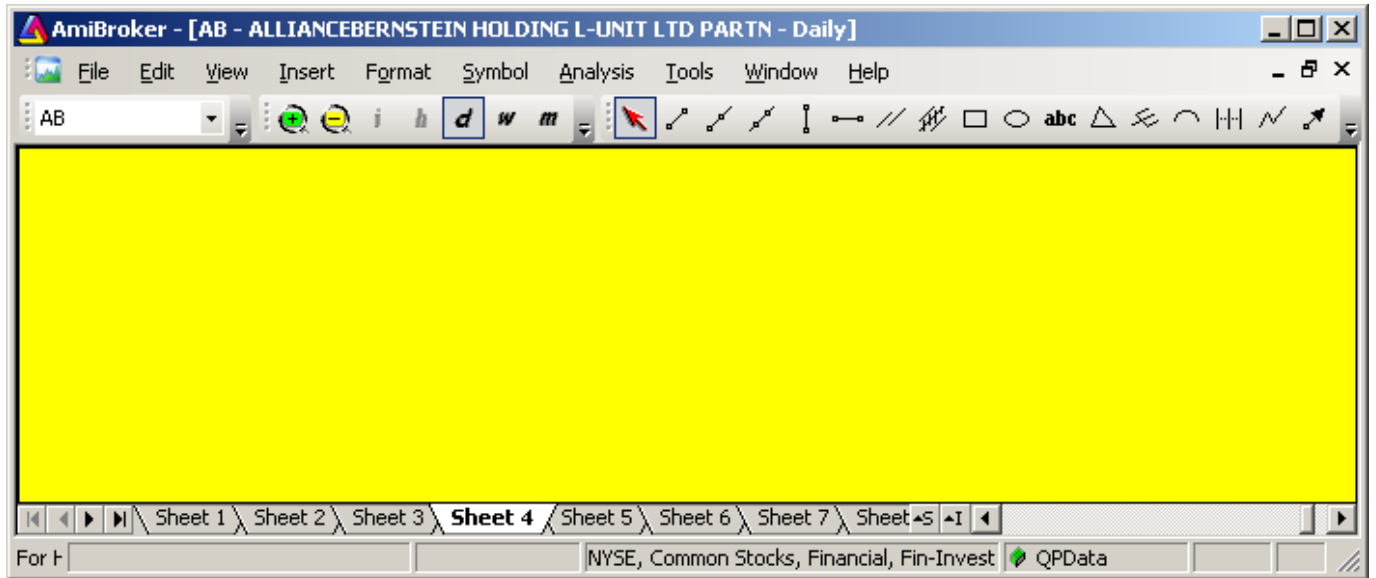 AmiBroker - [AB - ALLIANCEBERNSTEIN HOLDING L-UNIT LTD PARTN - Daily]
File Edit View Insert Format Symbol Analysis Tools Window Help
AB i h d w m abc
Sheet 1 Sheet 2 Sheet 3 Sheet 4 Sheet 5 Sheet 6 Sheet 7 Sheet S I
For H NYSE, Common Stocks, Financial, Fin-Invest QPData